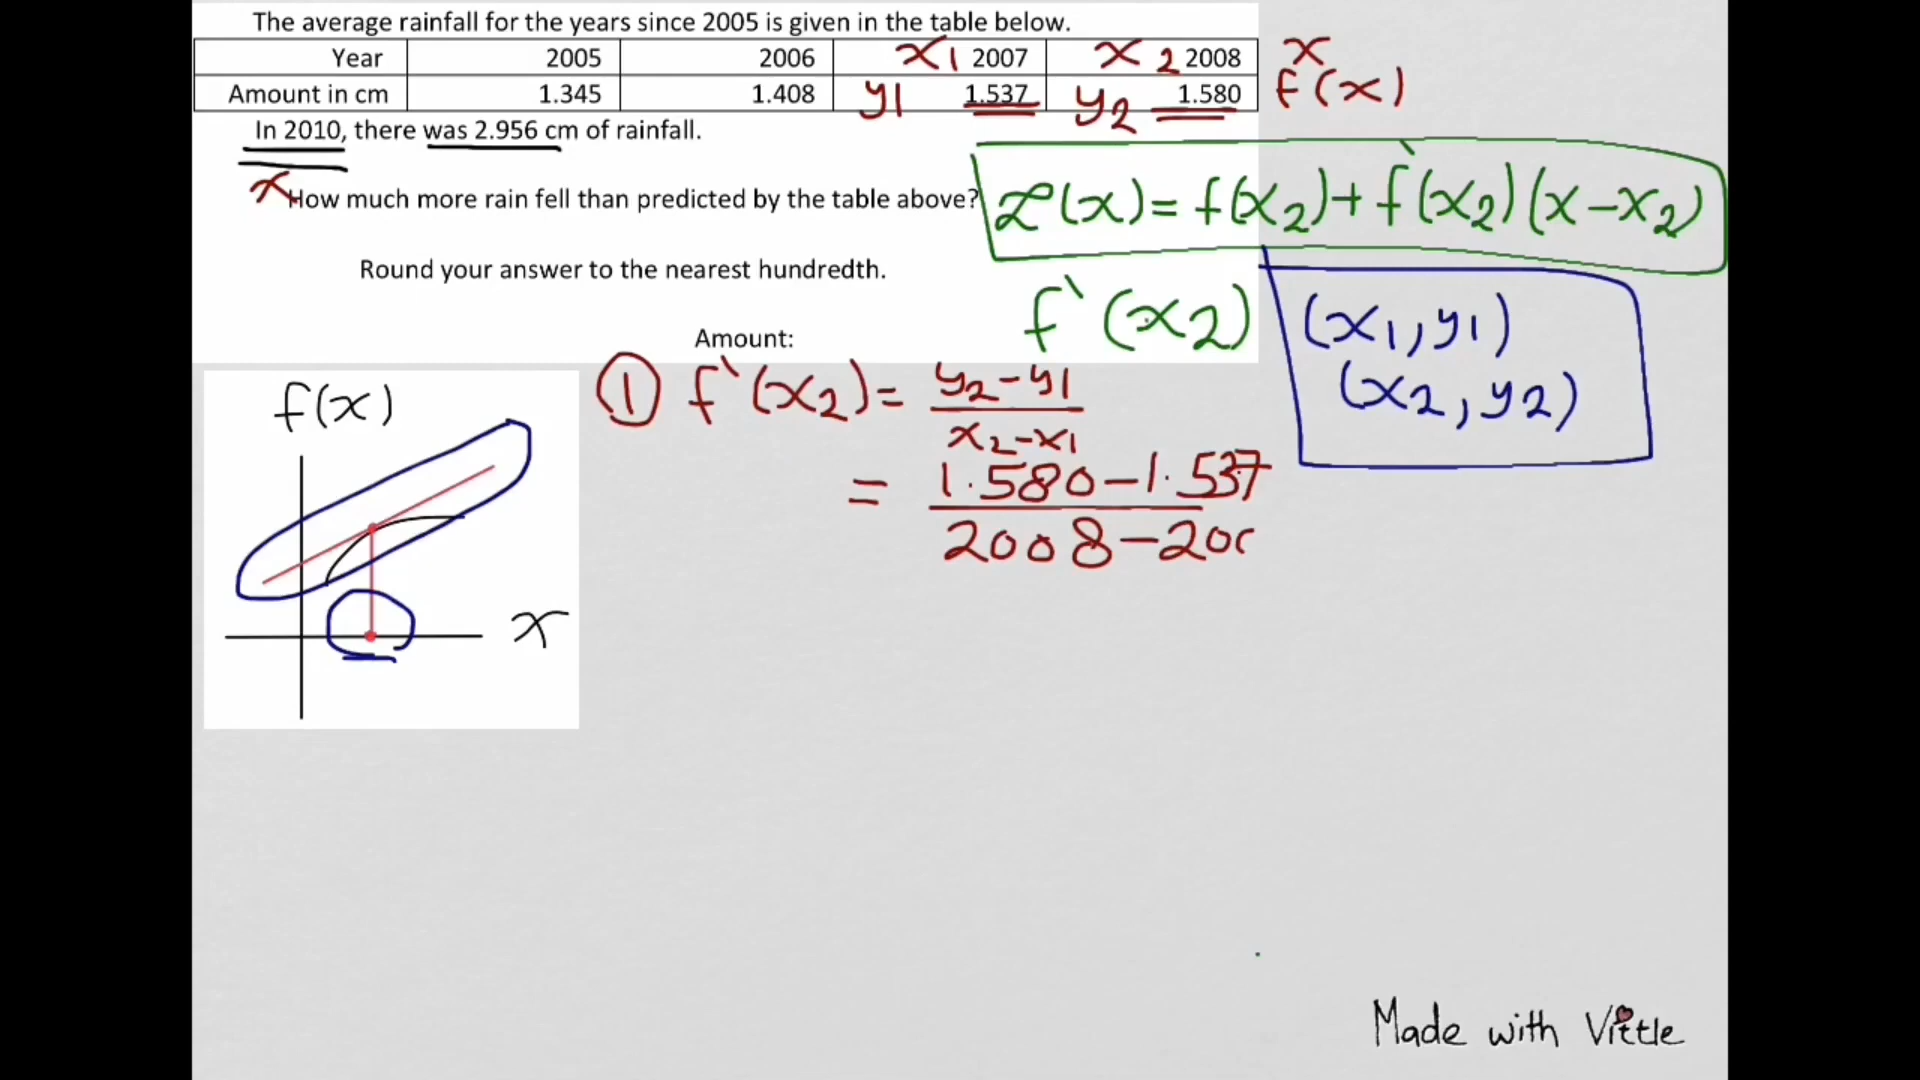 The average rainfall for the years since 2005 is given in the table below.
Year 2005 2006 x1 2007 x2 2008 x
Amount in cm 1.345 1.408 y1 1.537 y2 1.580 f(x)
In 2010, there was 2.956 cm of rainfall.
x How much more rain fell than predicted by the table above?
L(x) = f(x2) + f`(x2)(x-x2)
Round your answer to the nearest hundredth.
f`(x2)
(x1,y1)
(x2,y2)
Amount:
f(x)
① f`(x2) = y2-y1
x2-x1
= 1.580-1.537
2008-200
x
Made with Vittle